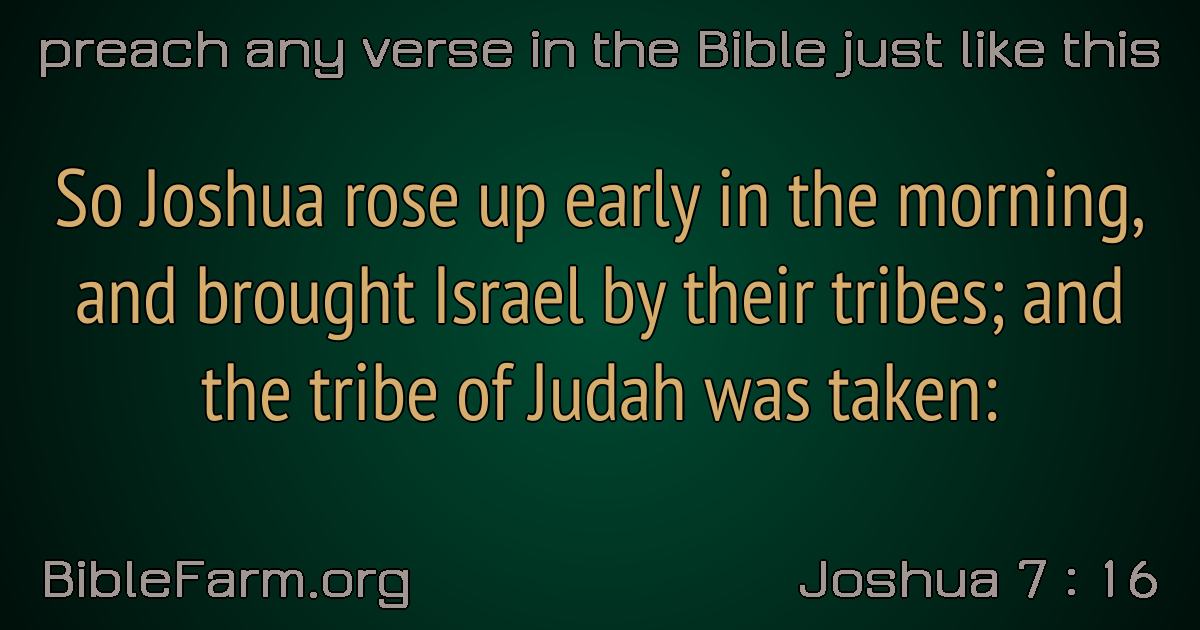 preach any verse in the Bible just like this
So Joshua rose up early in the morning,
and brought Israel by their tribes; and
the tribe of Judah was taken:
BibleFarm.org
Joshua 7 : 16